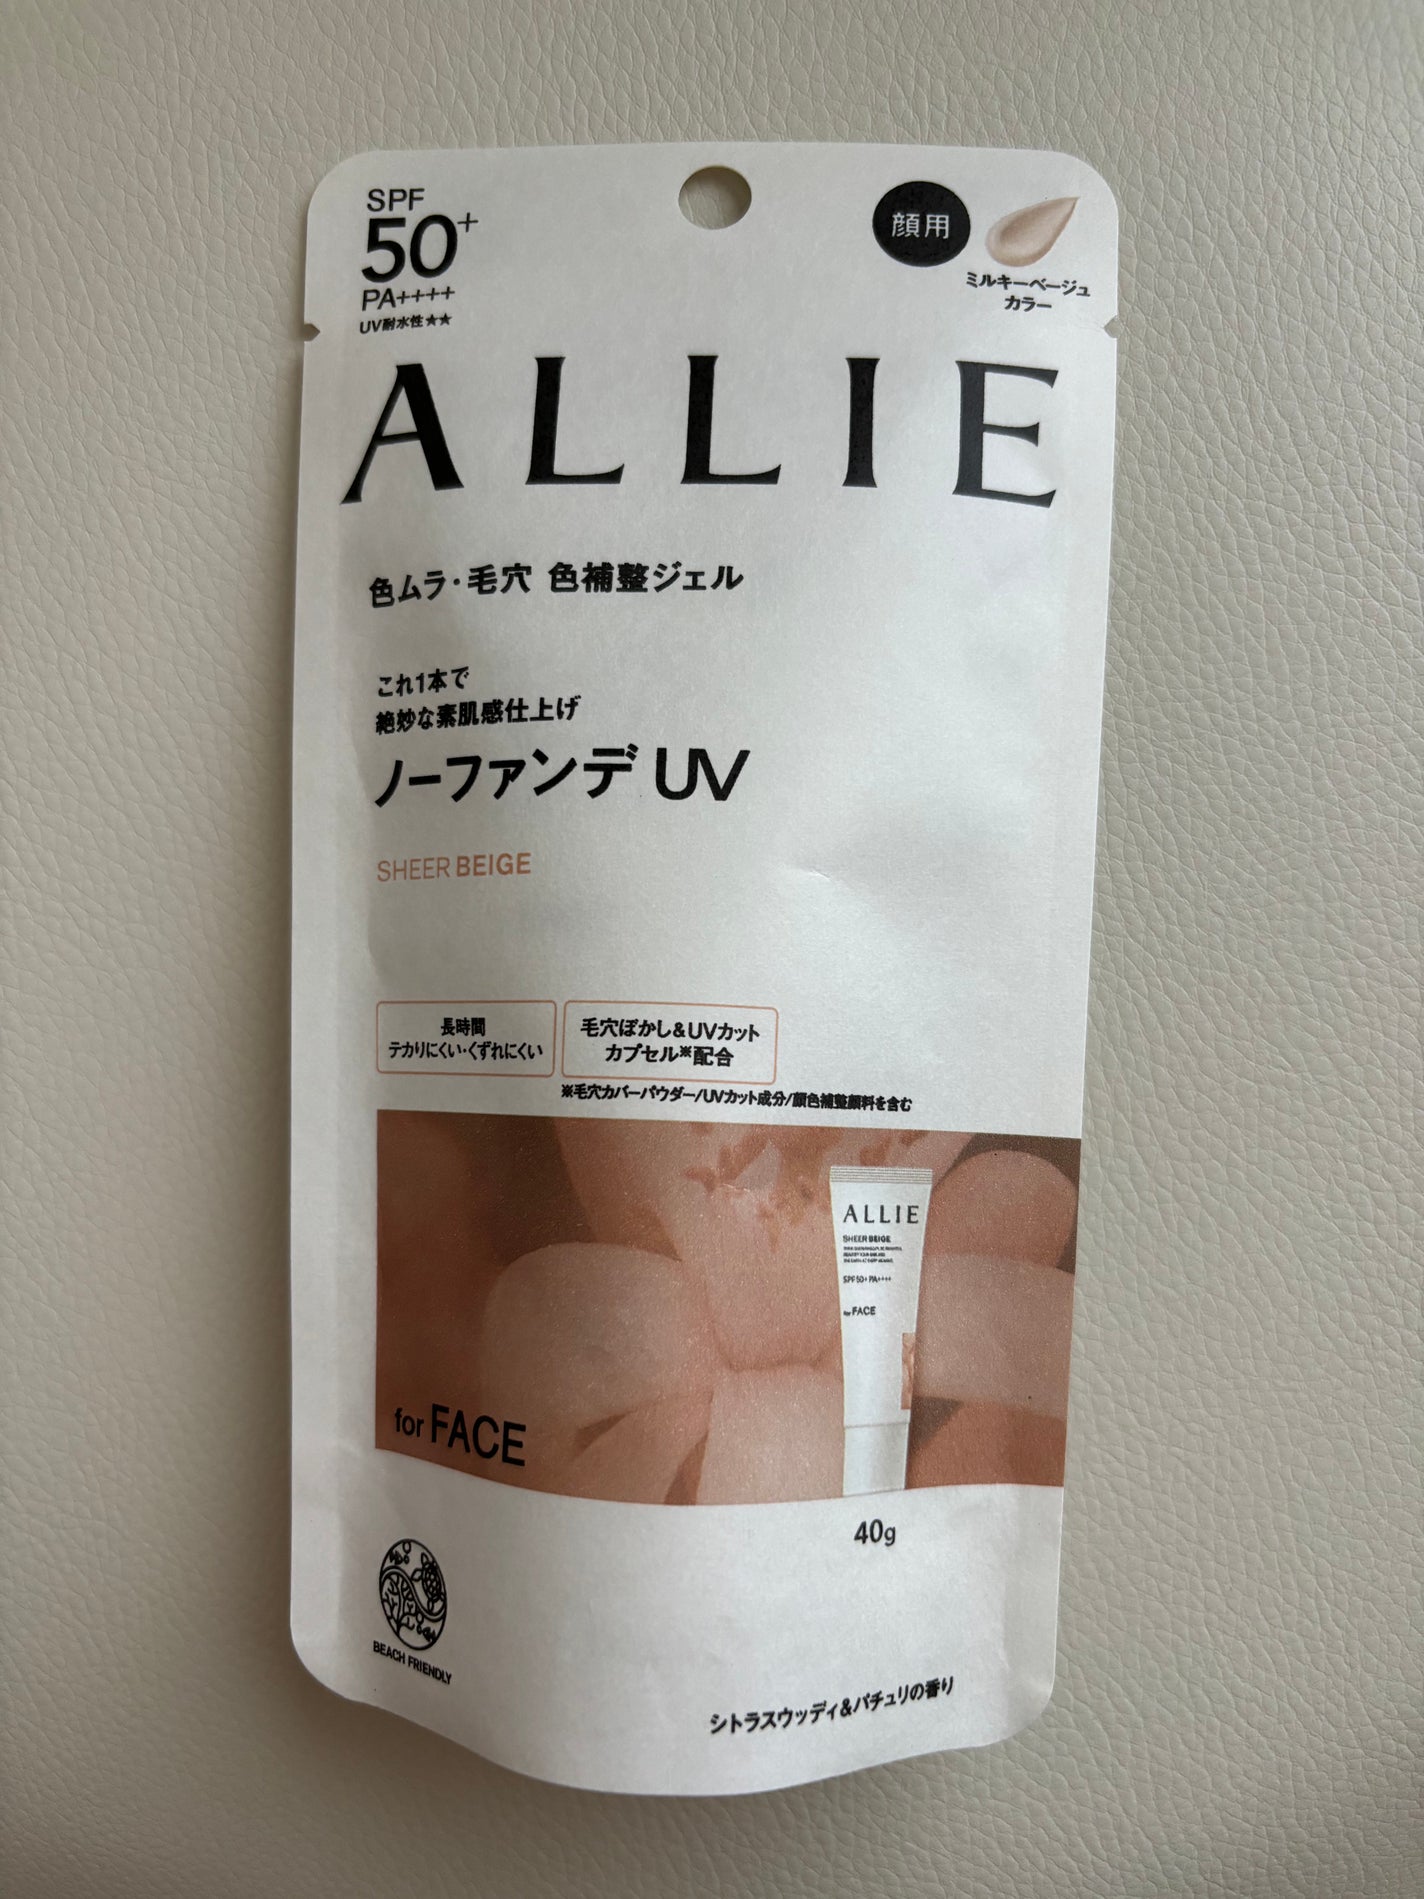 SPF
50+
PA++++
UV耐水性★★
顔用
ミルキーベージュ
カラー
ALLIE
色ムラ・毛穴 色補整ジェル
これ1本で
絶妙な素肌感仕上げ
ノーファンデ UV
SHEER BEIGE
長時間
テカりにくい・くずれにくい
毛穴ぼかし&UVカット
カプセル※配合
※毛穴カバーパウダー/UVカット成分/顔色補整顔料を含む
ALLIE
SHEER BEIGE
SPF50+ PA++++
for FACE
for FACE
40g
BEACH FRIENDLY
シトラスウッディ&パチュリの香り